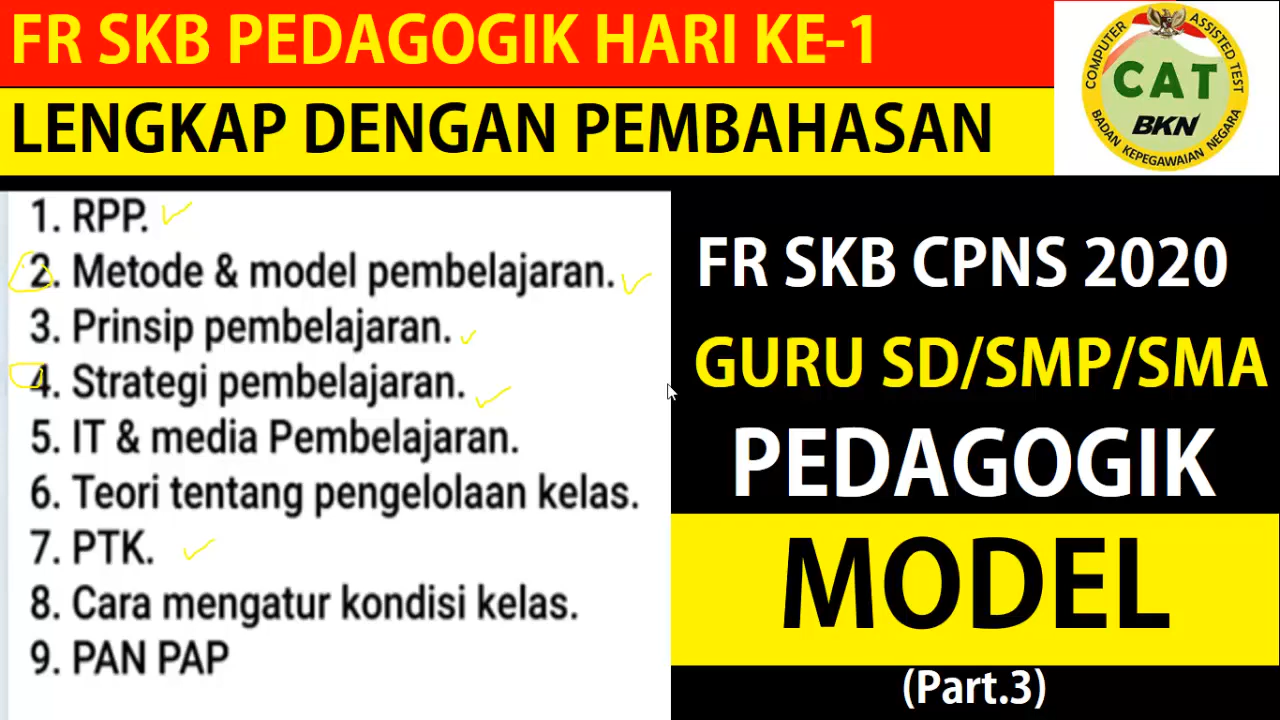 FR SKB PEDAGOGIK HARI KE-1
LENGKAP DENGAN PEMBAHASAN
COMPUTER ASSISTED TEST
CAT
BKN
BADAN KEPEGAWAIAN NEGARA
1. RPP.
2. Metode & model pembelajaran.
3. Prinsip pembelajaran.
4. Strategi pembelajaran.
5. IT & media Pembelajaran.
6. Teori tentang pengelolaan kelas.
7. PTK.
8. Cara mengatur kondisi kelas.
9. PAN PAP
FR SKB CPNS 2020
GURU SD/SMP/SMA
PEDAGOGIK
MODEL
(Part.3)